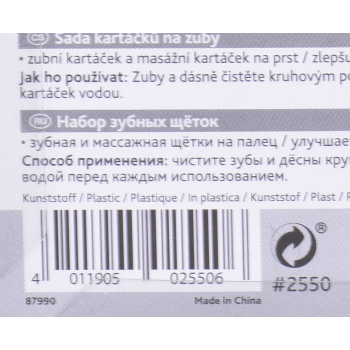 CS Sada kartáčků na zuby
• zubní kartáček a masážní kartáček na prst / zlepšu
Jak ho používat: Zuby a dásně čistěte kruhovým po
kartáček vodou.
RU Набор зубных щёток
• зубная и массажная щётки на палец / улучшае
Способ применения: чистите зубы и дёсны кру
водой перед каждым использованием.
Kunststoff / Plastic / Plastique / In plastica / Kunststof / Plast / P
®
4 011905 025506
#2550
87990 Made in China